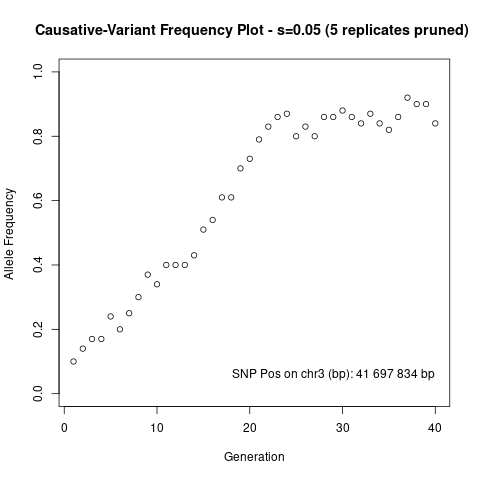 Causative-Variant Frequency Plot - s=0.05 (5 replicates pruned)
1.0
0.8
0.6
0.4
0.2
0.0
Allele Frequency
SNP Pos on chr3 (bp): 41 697 834 bp
0 10 20 30 40
Generation